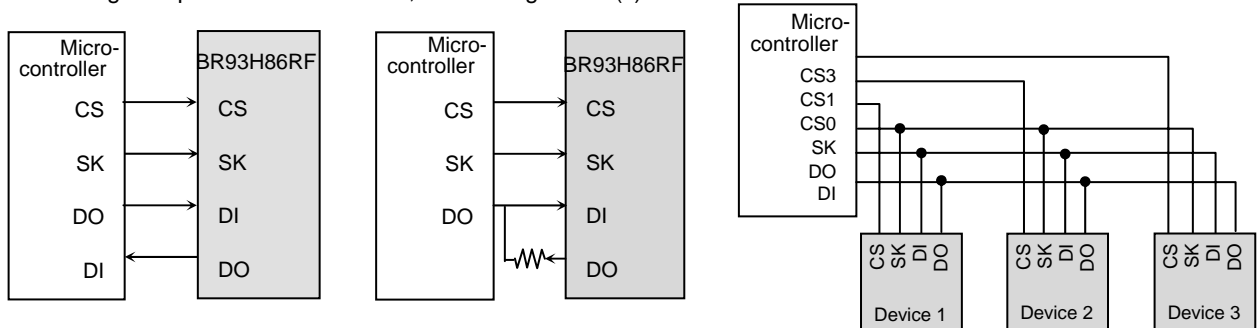 Micro-
controller
BR93H86RF
CS
CS
SK
SK
DO
DI
DI
DO
Micro-
controller
BR93H86RF
CS
CS
SK
SK
DO
DI
DO
Micro-
controller
CS3
CS1
CS0
SK
DO
DI
CS
SK
DI
DO
Device 1
CS
SK
DI
DO
Device 2
CS
SK
DI
DO
Device 3